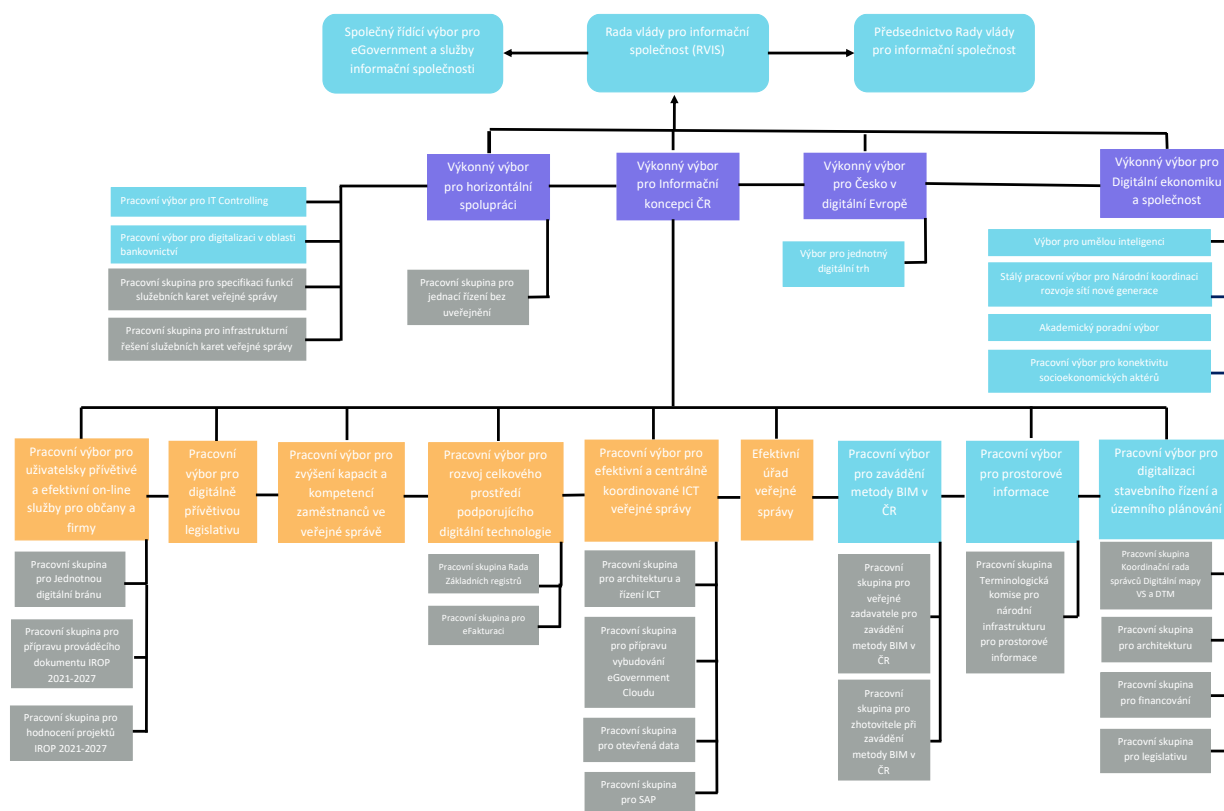 Společný řídící výbor pro
eGovernment a služby
informační společnosti
Rada vlády pro informační
společnost (RVIS)
Předsednictvo Rady vlády
pro informační společnost
Výkonný výbor
pro horizontální
spolupráci
Výkonný výbor
pro Informační
koncepci ČR
Výkonný výbor
pro Česko v
digitální Evropě
Výkonný výbor pro
Digitální ekonomiku
a společnost
Pracovní výbor pro IT Controlling
Pracovní výbor pro digitalizaci v oblasti
bankovnictví
Pracovní skupina pro specifikaci funkcí
služebních karet veřejné správy
Pracovní skupina pro infrastrukturní
řešení služebních karet veřejné správy
Pracovní skupina pro
jednací řízení bez
uveřejnění
Výbor pro jednotný
digitální trh
Výbor pro umělou inteligenci
Stálý pracovní výbor pro Národní koordinaci
rozvoje sítí nové generace
Akademický poradní výbor
Pracovní výbor pro konektivitu
socioekonomických aktérů
Pracovní výbor pro
uživatelsky přívětivé
a efektivní on-line
služby pro občany a
firmy
Pracovní
výbor pro
digitálně
přívětivou
legislativu
Pracovní výbor pro
zvýšení kapacit a
kompetencí
zaměstnanců ve
veřejné správě
Pracovní výbor pro
rozvoj celkového
prostředí
podporujícího
digitální technologie
Pracovní výbor pro
efektivní a centrálně
koordinované ICT
veřejné správy
Efektivní
úřad
veřejné
správy
Pracovní výbor
pro zavádění
metody BIM v
ČR
Pracovní výbor
pro prostorové
informace
Pracovní výbor pro
digitalizaci
stavebního řízení a
územního plánování
Pracovní skupina
pro Jednotnou
digitální bránu
Pracovní skupina pro
přípravu prováděcího
dokumentu IROP
2021-2027
Pracovní skupina pro
hodnocení projektů
IROP 2021-2027
Pracovní skupina Rada
Základních registrů
Pracovní skupina pro
eFakturaci
Pracovní skupina
pro architekturu a
řízení ICT
Pracovní skupina
pro přípravu
vybudování
eGovernment
Cloudu
Pracovní skupina
pro otevřená data
Pracovní skupina
pro SAP
Pracovní
skupina pro
veřejné
zadavatele pro
zavádění
metody BIM v
ČR
Pracovní
skupina pro
zhotovitele při
zavádění
metody BIM v
ČR
Pracovní skupina
Terminologická
komise pro
národní
infrastrukturu
pro prostorové
informace
Pracovní skupina
Koordinační rada
správců Digitální mapy
VS a DTM
Pracovní skupina
pro architekturu
Pracovní skupina
pro financování
Pracovní skupina
pro legislativu